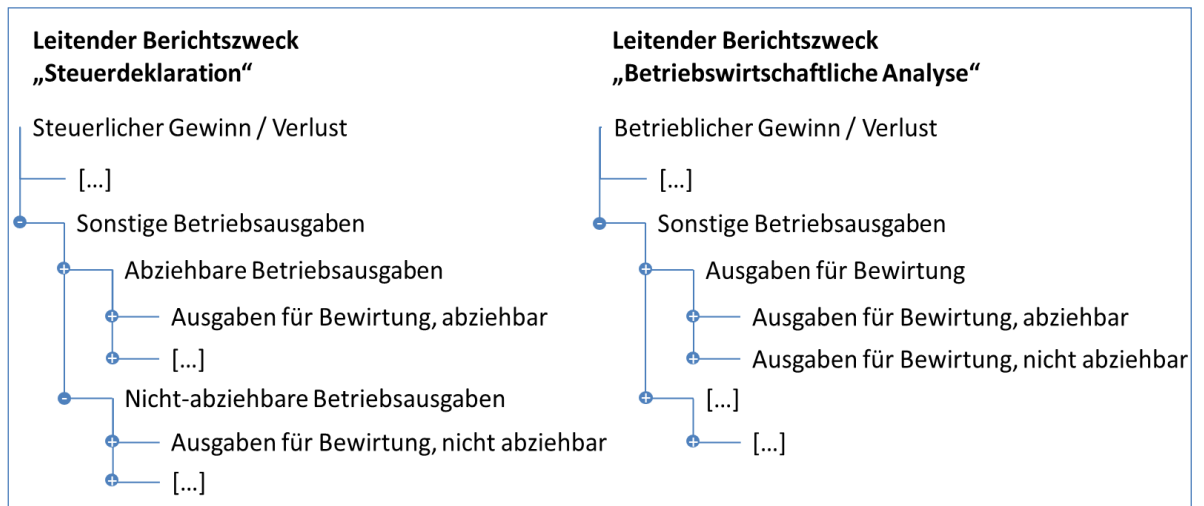 Leitender Berichtszweck
„Steuerdeklaration“
Steuerlicher Gewinn / Verlust
[...]
Sonstige Betriebsausgaben
Abziehbare Betriebsausgaben
Ausgaben für Bewirtung, abziehbar
[...]
Nicht-abziehbare Betriebsausgaben
Ausgaben für Bewirtung, nicht abziehbar
[...]
Leitender Berichtszweck
„Betriebswirtschaftliche Analyse“
Betrieblicher Gewinn / Verlust
[...]
Sonstige Betriebsausgaben
Ausgaben für Bewirtung
Ausgaben für Bewirtung, abziehbar
Ausgaben für Bewirtung, nicht abziehbar
[...]
[...]